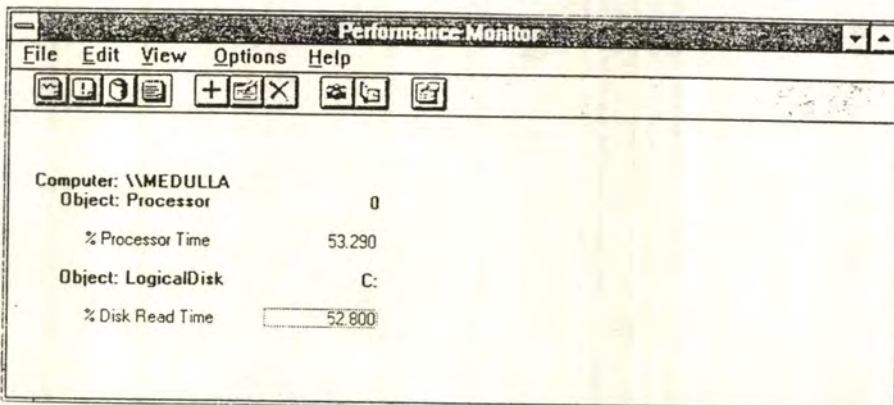 Performance Monitor
File Edit View Options Help
Computer: \\MEDULLA
Object: Processor 0
% Processor Time 53.290
Object: LogicalDisk C:
% Disk Read Time 52.800